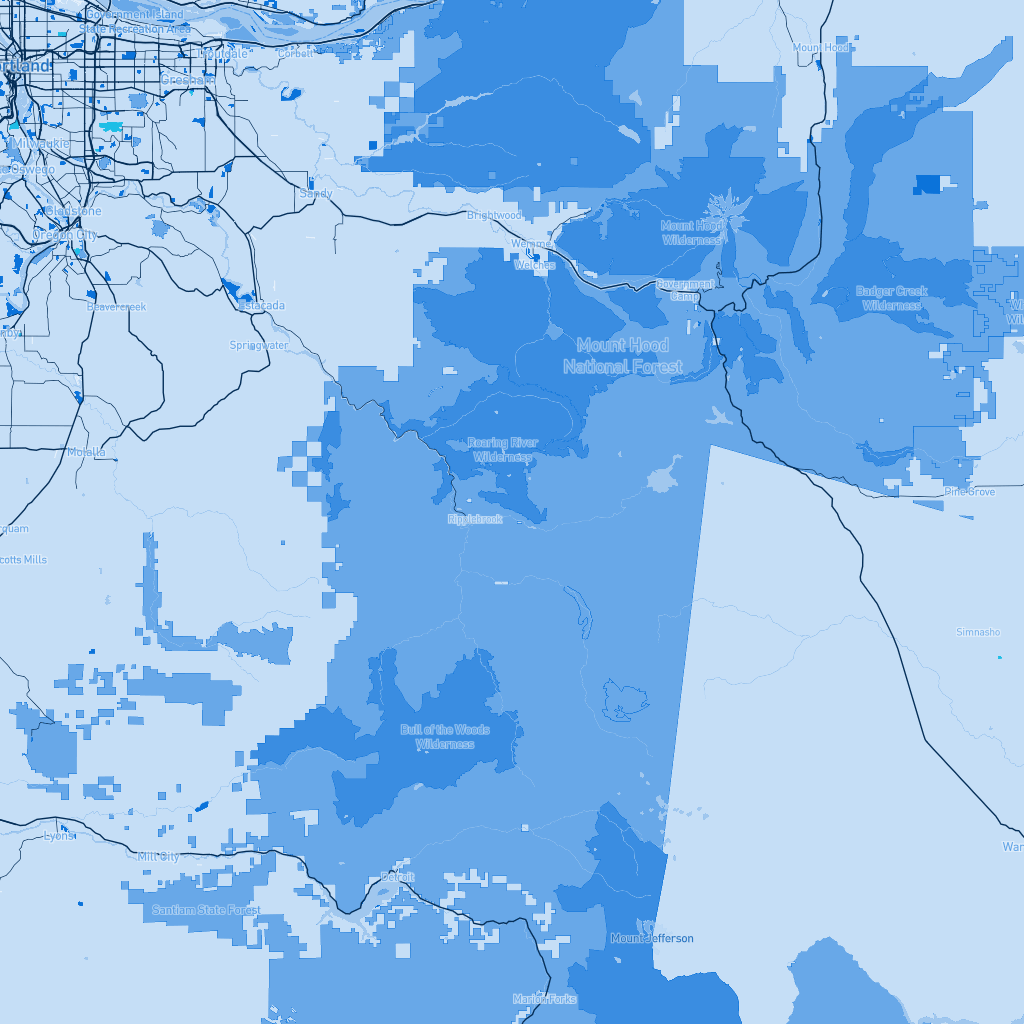 Government Island
State Recreation Area
Mount Hood
Troutdale
Corbett
Gresham
Milwaukie
Oswego
Sandy
Gladstone
Brightwood
Oregon City
Mount Hood
Wilderness
Wemme
Welches
Government
Camp
Badger Creek
Wilderness
Estacada
Beavercreek
Springwater
Mount Hood
National Forest
Roaring River
Wilderness
Molalla
Pine Grove
Ripplebrook
cotts Mills
Simnasho
Bull of the Woods
Wilderness
Lyons
Mill City
Detroit
Santiam State Forest
Mount Jefferson
Marion Forks